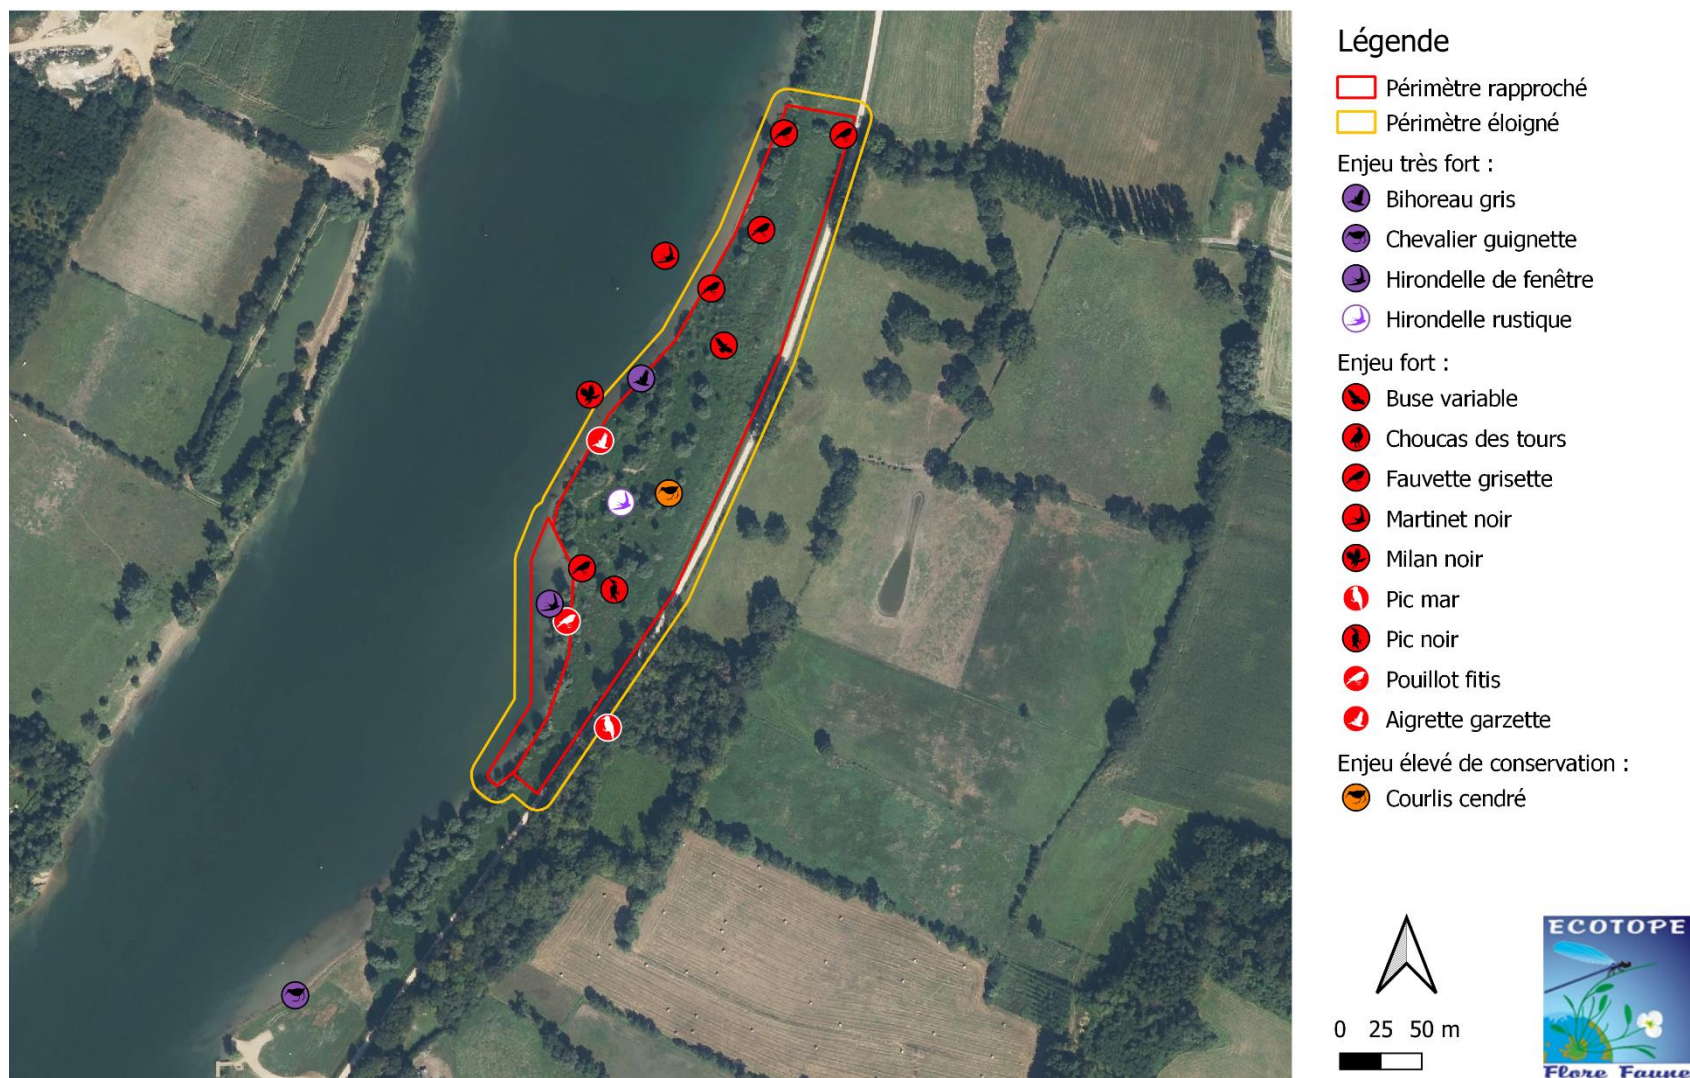 Légende
Périmètre rapproché
Périmètre éloigné
Enjeu très fort :
Bihoreau gris
Chevalier guignette
Hirondelle de fenêtre
Hirondelle rustique
Enjeu fort :
Buse variable
Choucas des tours
Fauvette grisette
Martinet noir
Milan noir
Pic mar
Pic noir
Pouillot fitis
Aigrette garzette
Enjeu élevé de conservation :
Courlis cendré
0 25 50 m
ECOTOPE
Flore Faune